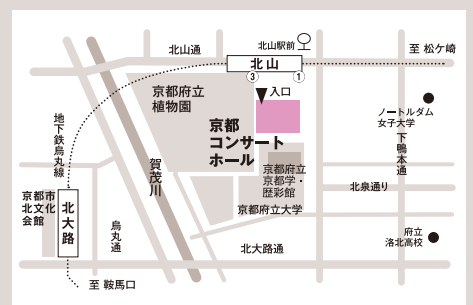 北山通
北山駅前
至 松ケ崎
北山
3
1
入口
京都府立
植物園
京都
コンサート
ホール
ノートルダム
女子大学
地下鉄烏丸線
賀茂川
下鴨本通
京都府立
京都学・
歴彩館
北泉通り
京都市
北文化
会館
北大路
烏丸通
京都府立大学
府立
洛北高校
北大路通
至 鞍馬口